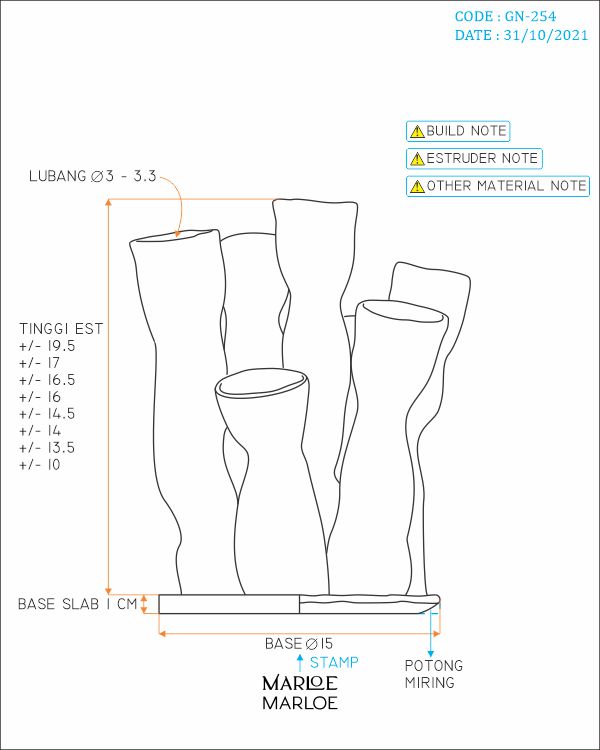 CODE : GN-254
DATE : 31/10/2021
BUILD NOTE
ESTRUDER NOTE
OTHER MATERIAL NOTE
LUBANG ∅3 - 3.3
TINGGI EST
+/- 19.5
+/- 17
+/- 16.5
+/- 16
+/- 14.5
+/- 14
+/- 13.5
+/- 10
BASE SLAB 1 CM
BASE∅15
STAMP
MARLOE
MARLOE
POTONG
MIRING